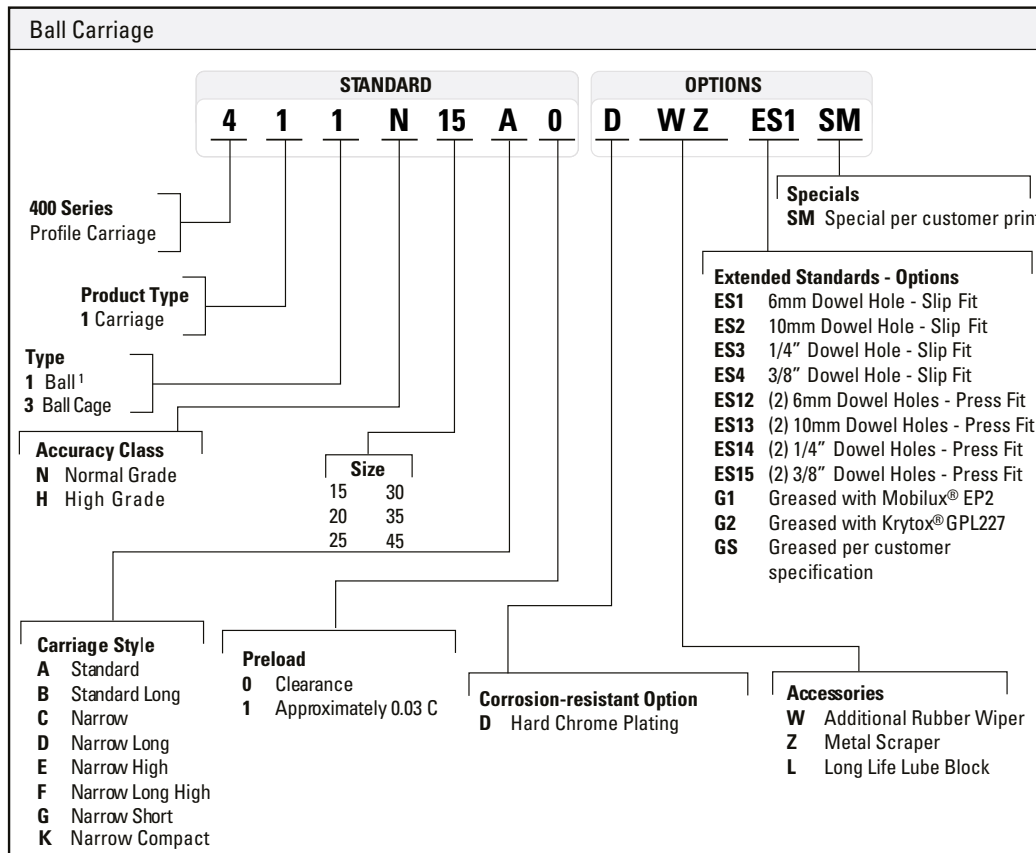 Ball Carriage
STANDARD
OPTIONS
4 1 1 N 15 A 0 D W Z ES1 SM
400 Series
Profile Carriage
Product Type
1 Carriage
Type
1 Ball 1
3 Ball Cage
Accuracy Class
N Normal Grade
H High Grade
Size
15 30
20 35
25 45
Specials
SM Special per customer print
Extended Standards - Options
ES1 6mm Dowel Hole - Slip Fit
ES2 10mm Dowel Hole - Slip Fit
ES3 1/4" Dowel Hole - Slip Fit
ES4 3/8" Dowel Hole - Slip Fit
ES12 (2) 6mm Dowel Holes - Press Fit
ES13 (2) 10mm Dowel Holes - Press Fit
ES14 (2) 1/4" Dowel Holes - Press Fit
ES15 (2) 3/8" Dowel Holes - Press Fit
G1 Greased with Mobilux® EP2
G2 Greased with Krytox® GPL227
GS Greased per customer
specification
Carriage Style
A Standard
B Standard Long
C Narrow
D Narrow Long
E Narrow High
F Narrow Long High
G Narrow Short
K Narrow Compact
Preload
0 Clearance
1 Approximately 0.03 C
Corrosion-resistant Option
D Hard Chrome Plating
Accessories
W Additional Rubber Wiper
Z Metal Scraper
L Long Life Lube Block